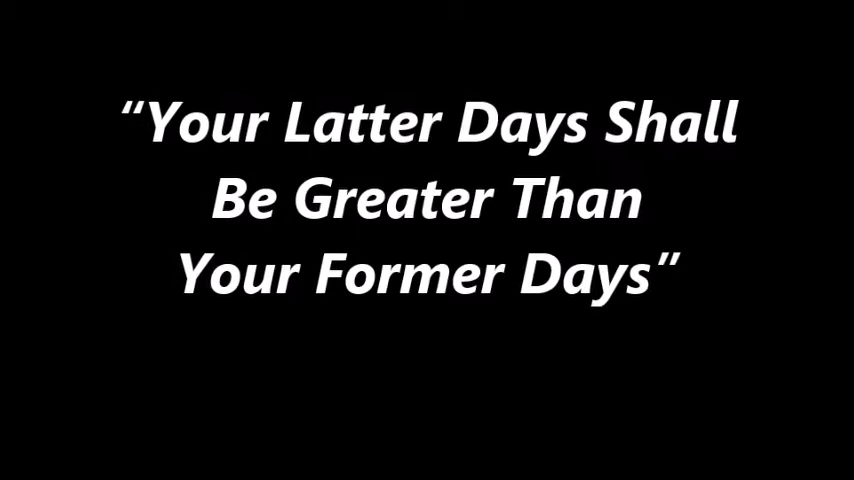 “Your Latter Days Shall
Be Greater Than
Your Former Days”